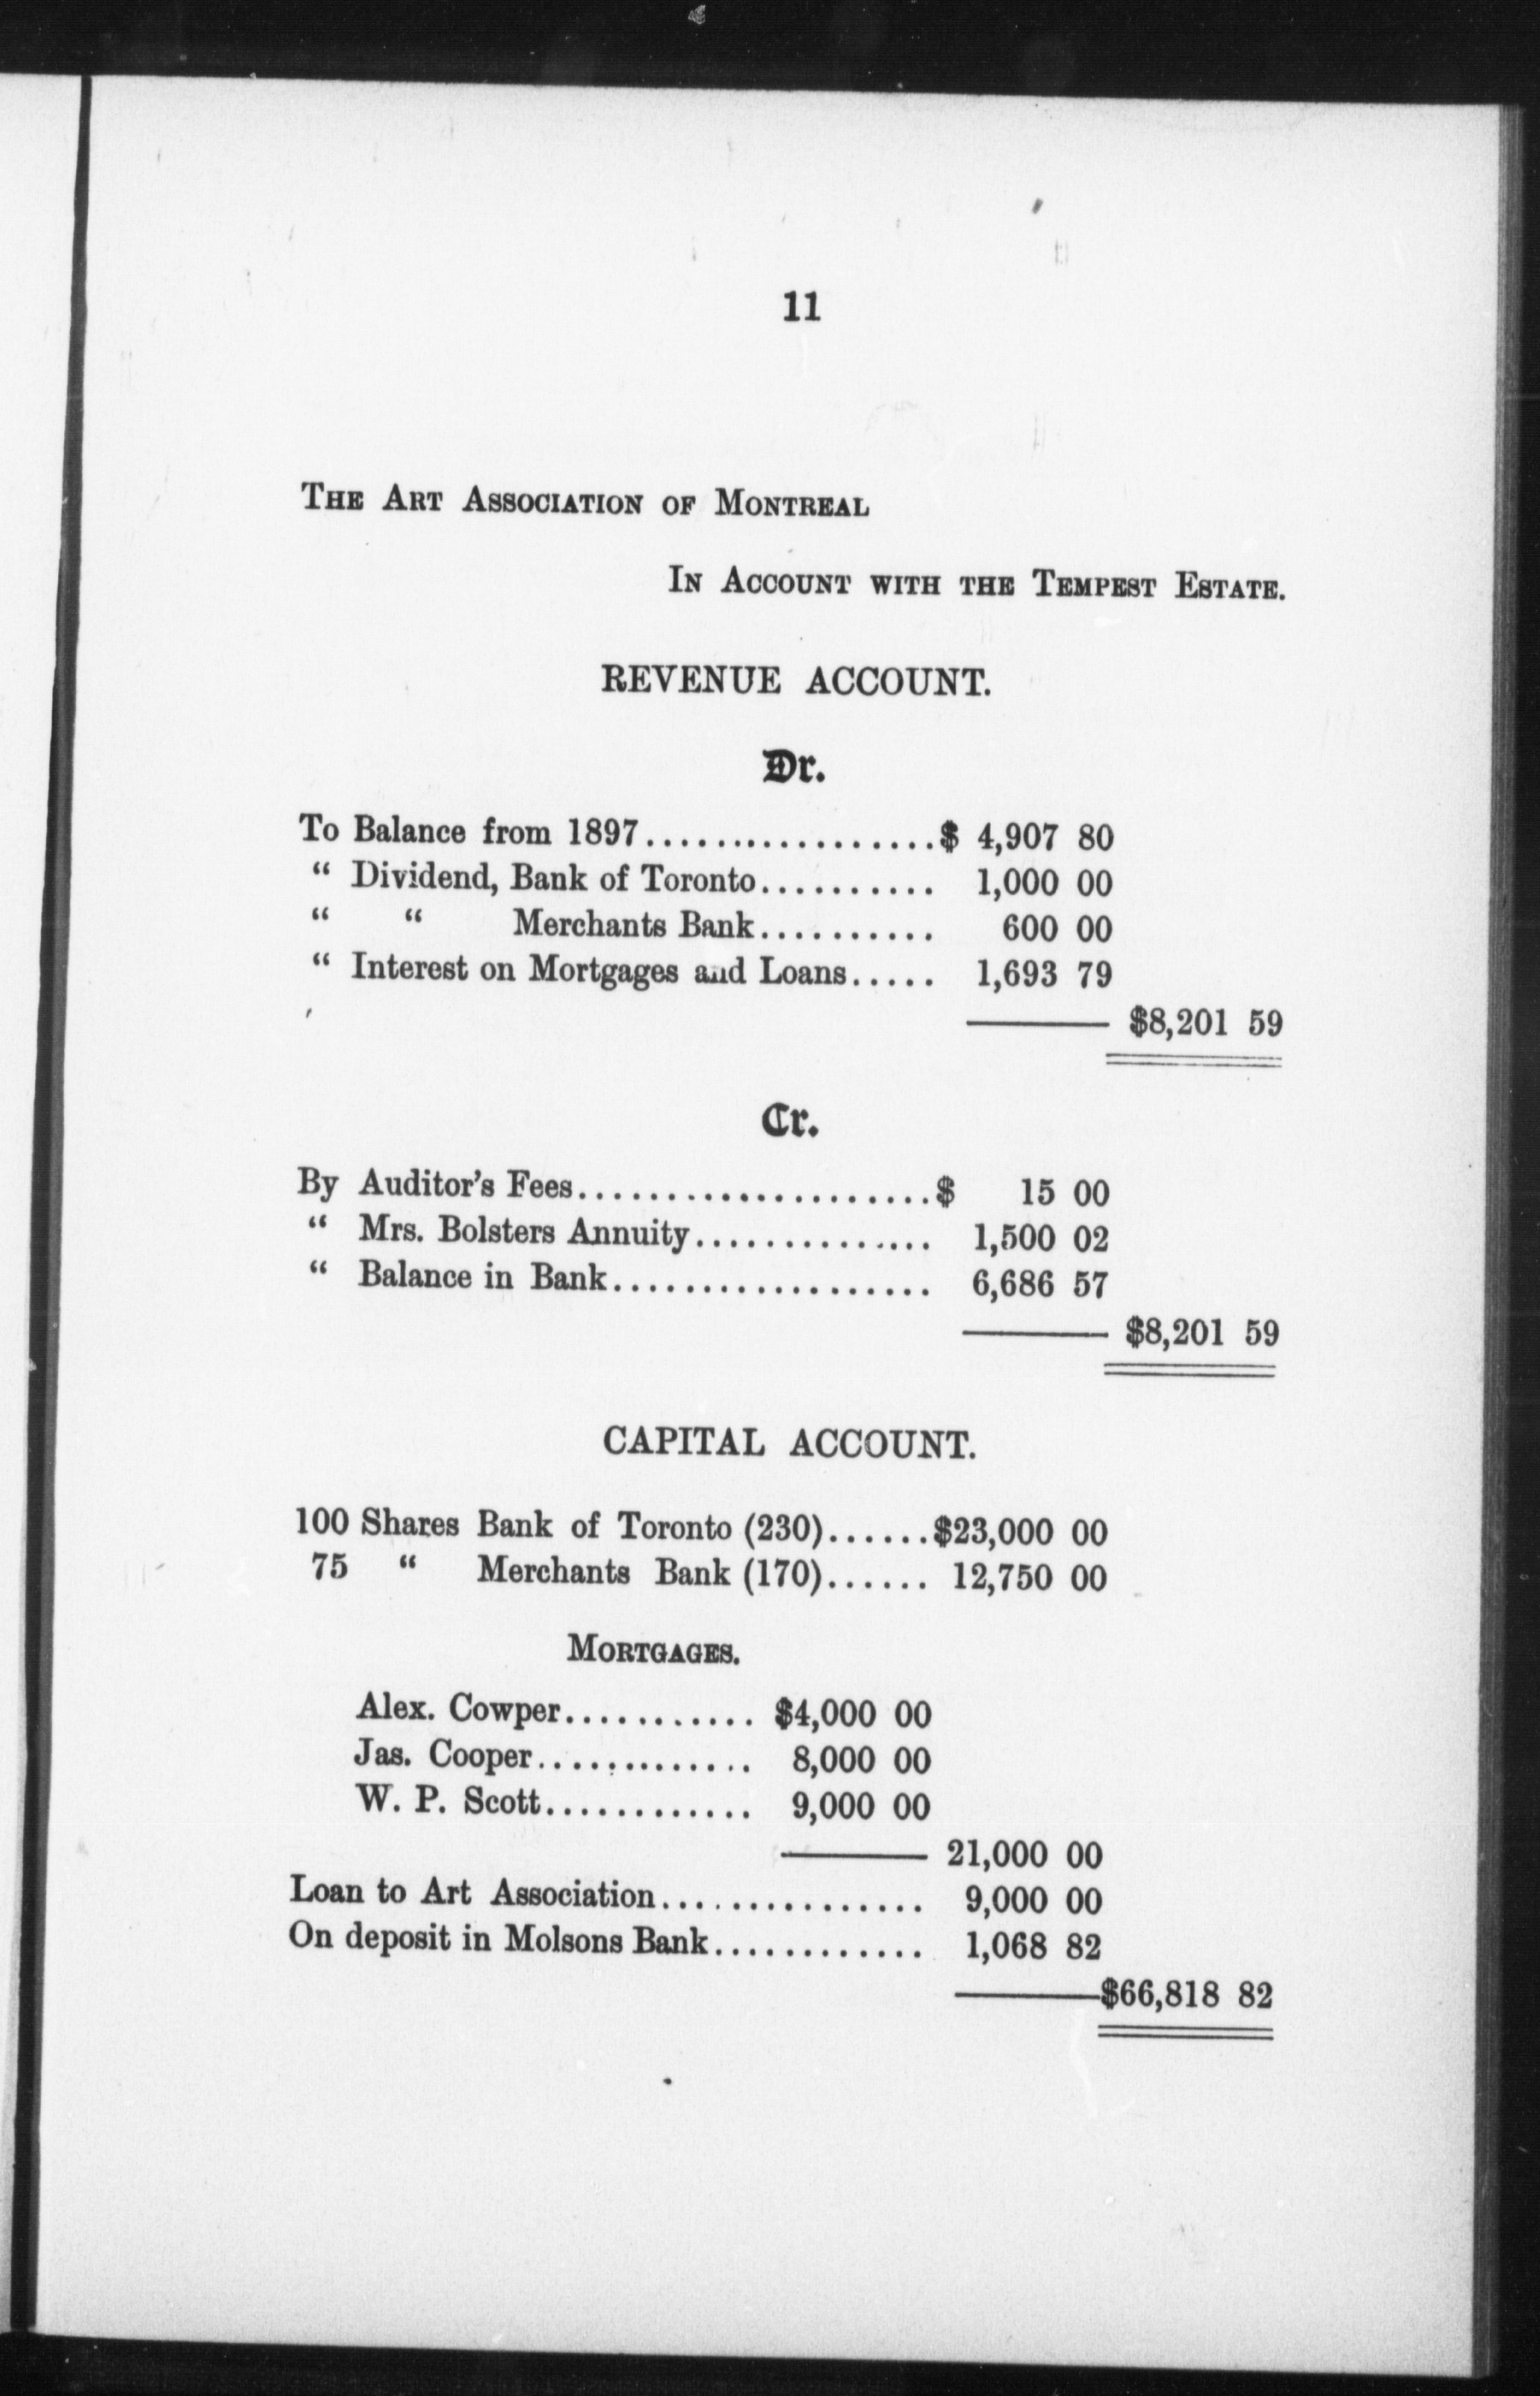 11
THE ART ASSOCIATION OF MONTREAL
IN ACCOUNT WITH THE TEMPEST ESTATE.
REVENUE ACCOUNT.
Dr.
To Balance from 1897..................$ 4,907 80
“ Dividend, Bank of Toronto.......... 1,000 00
“ “ Merchants Bank.......... 600 00
“ Interest on Mortgages and Loans..... 1,693 79
$8,201 59
Cr.
By Auditor's Fees.....................$ 15 00
“ Mrs. Bolsters Annuity.............. 1,500 02
“ Balance in Bank................... 6,686 57
$8,201 59
CAPITAL ACCOUNT.
100 Shares Bank of Toronto (230)......$23,000 00
75 “ Merchants Bank (170)...... 12,750 00
MORTGAGES.
Alex. Cowper........... $4,000 00
Jas. Cooper............. 8,000 00
W. P. Scott............ 9,000 00
21,000 00
Loan to Art Association................ 9,000 00
On deposit in Molsons Bank............ 1,068 82
$66,818 82